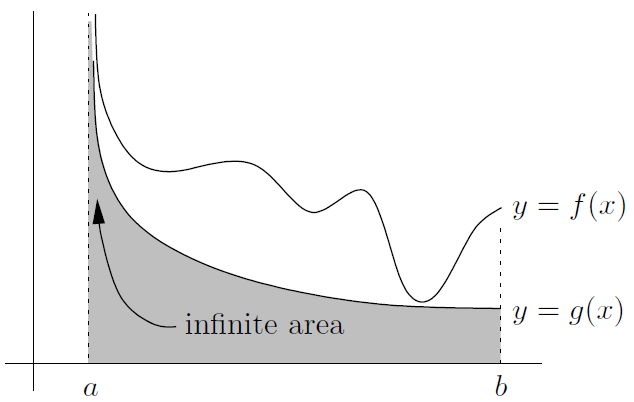 y = f(x)
y = g(x)
infinite area
a
b